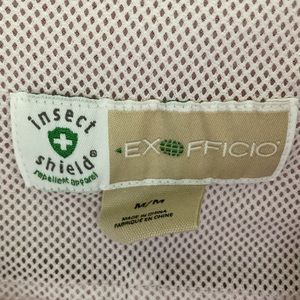 insect
shield®
repellent apparel
EXOFFICIO
M/M
MADE IN CHINA
FABRIQUÉ EN CHINE